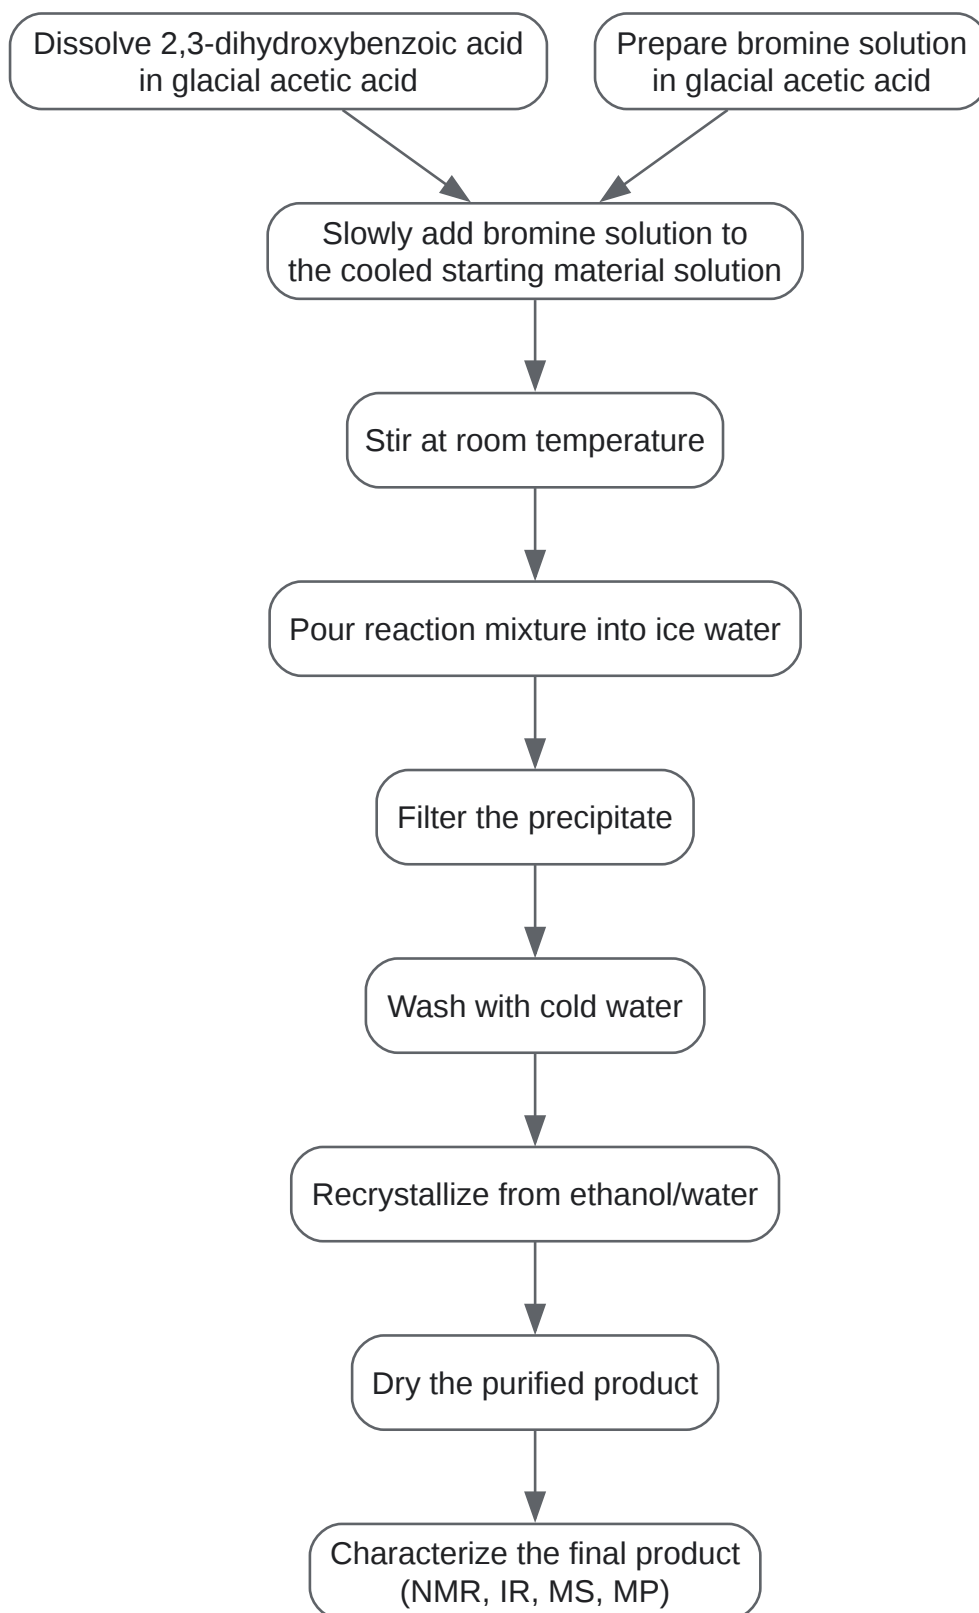 Dissolve 2,3-dihydroxybenzoic acid
in glacial acetic acid
Prepare bromine solution
in glacial acetic acid
Slowly add bromine solution to
the cooled starting material solution
Stir at room temperature
Pour reaction mixture into ice water
Filter the precipitate
Wash with cold water
Recrystallize from ethanol/water
Dry the purified product
Characterize the final product
(NMR, IR, MS, MP)